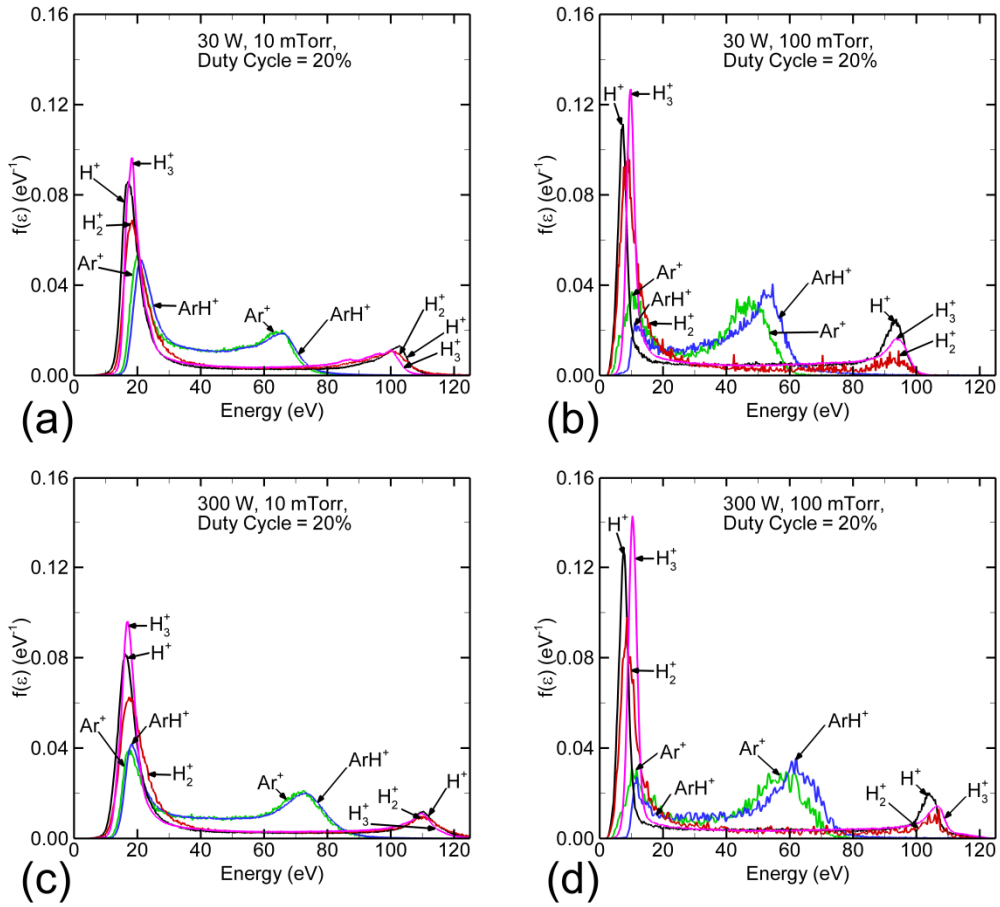 0.16
0.12
0.08
0.04
0.00
f(ε) (eV⁻¹)
30 W, 10 mTorr,
Duty Cycle = 20%
H⁺
H₃⁺
H₂⁺
Ar⁺
ArH⁺
Ar⁺
ArH⁺
H₂⁺
H⁺
H₃⁺
0 20 40 60 80 100 120
Energy (eV)
(a)
0.16
0.12
0.08
0.04
0.00
f(ε) (eV⁻¹)
30 W, 100 mTorr,
Duty Cycle = 20%
H⁺
H₃⁺
Ar⁺
ArH⁺
H₂⁺
ArH⁺
Ar⁺
H⁺
H₃⁺
H₂⁺
0 20 40 60 80 100 120
Energy (eV)
(b)
0.16
0.12
0.08
0.04
0.00
f(ε) (eV⁻¹)
300 W, 10 mTorr,
Duty Cycle = 20%
H₃⁺
H⁺
Ar⁺
ArH⁺
H₂⁺
Ar⁺
ArH⁺
H⁺
H₂⁺
H₃⁺
0 20 40 60 80 100 120
Energy (eV)
(c)
0.16
0.12
0.08
0.04
0.00
f(ε) (eV⁻¹)
300 W, 100 mTorr,
Duty Cycle = 20%
H⁺
H₃⁺
H₂⁺
Ar⁺
ArH⁺
Ar⁺
ArH⁺
H⁺
H₂⁺
H₃⁺
0 20 40 60 80 100 120
Energy (eV)
(d)